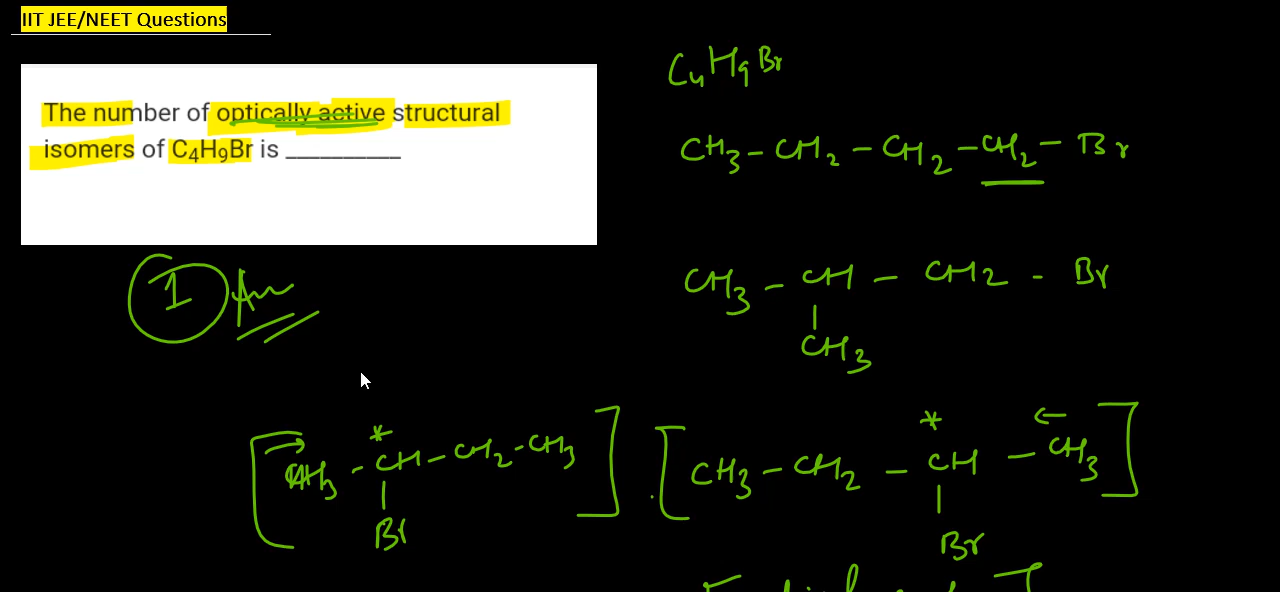 IIT JEE/NEET Questions
The number of optically active structural
isomers of C₄H₉Br is __________
1 Ans
C₄H₉Br
CH₃ – CH₂ – CH₂ – CH₂ – Br
CH₃ – CH – CH₂ - Br
|
CH₃
*
CH₃ – CH – CH₂ – CH₃
|
Br
*
CH₃ – CH₂ – CH – CH₃
|
Br